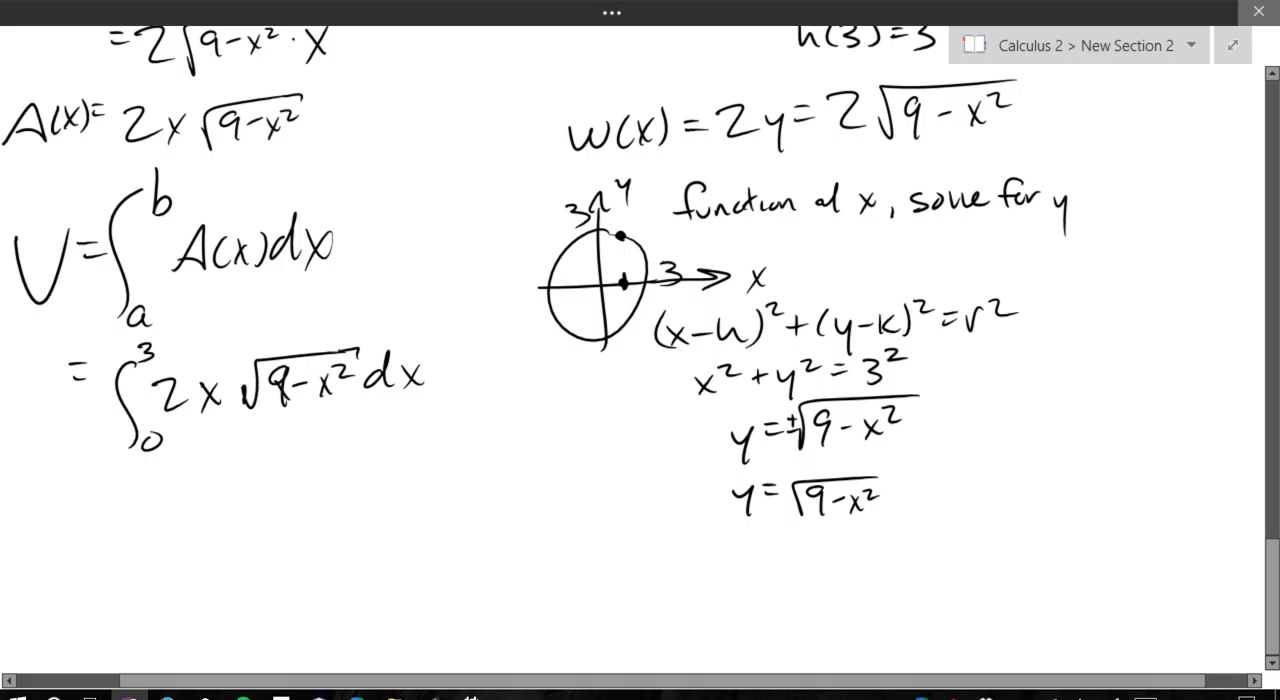 ...
= 2√(9-x²) · x
h(3)=3
Calculus 2 > New Section 2
A(x)= 2x√(9-x²)
w(x) = 2y = 2√(9-x²)
V = ∫ₐᵇ A(x)dx
= ∫₀³ 2x√(9-x²) dx
3 y
function of x, solve for y
3 x
(x-h)²+(y-k)²=r²
x²+y²=3²
y=±√(9-x²)
y=√(9-x²)